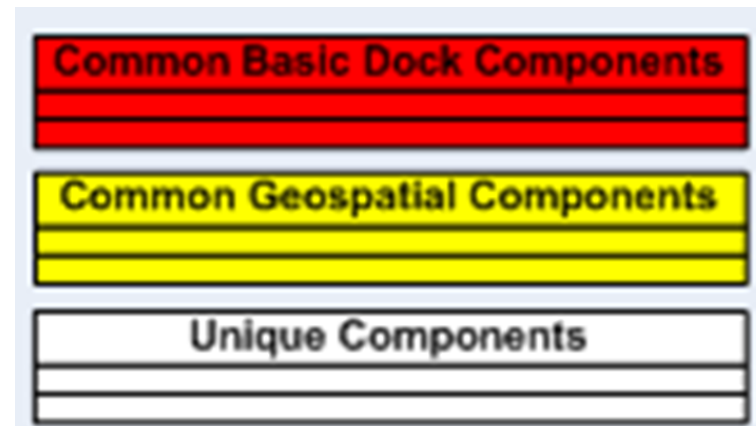 Common Basic Dock Components
Common Geospatial Components
Unique Components